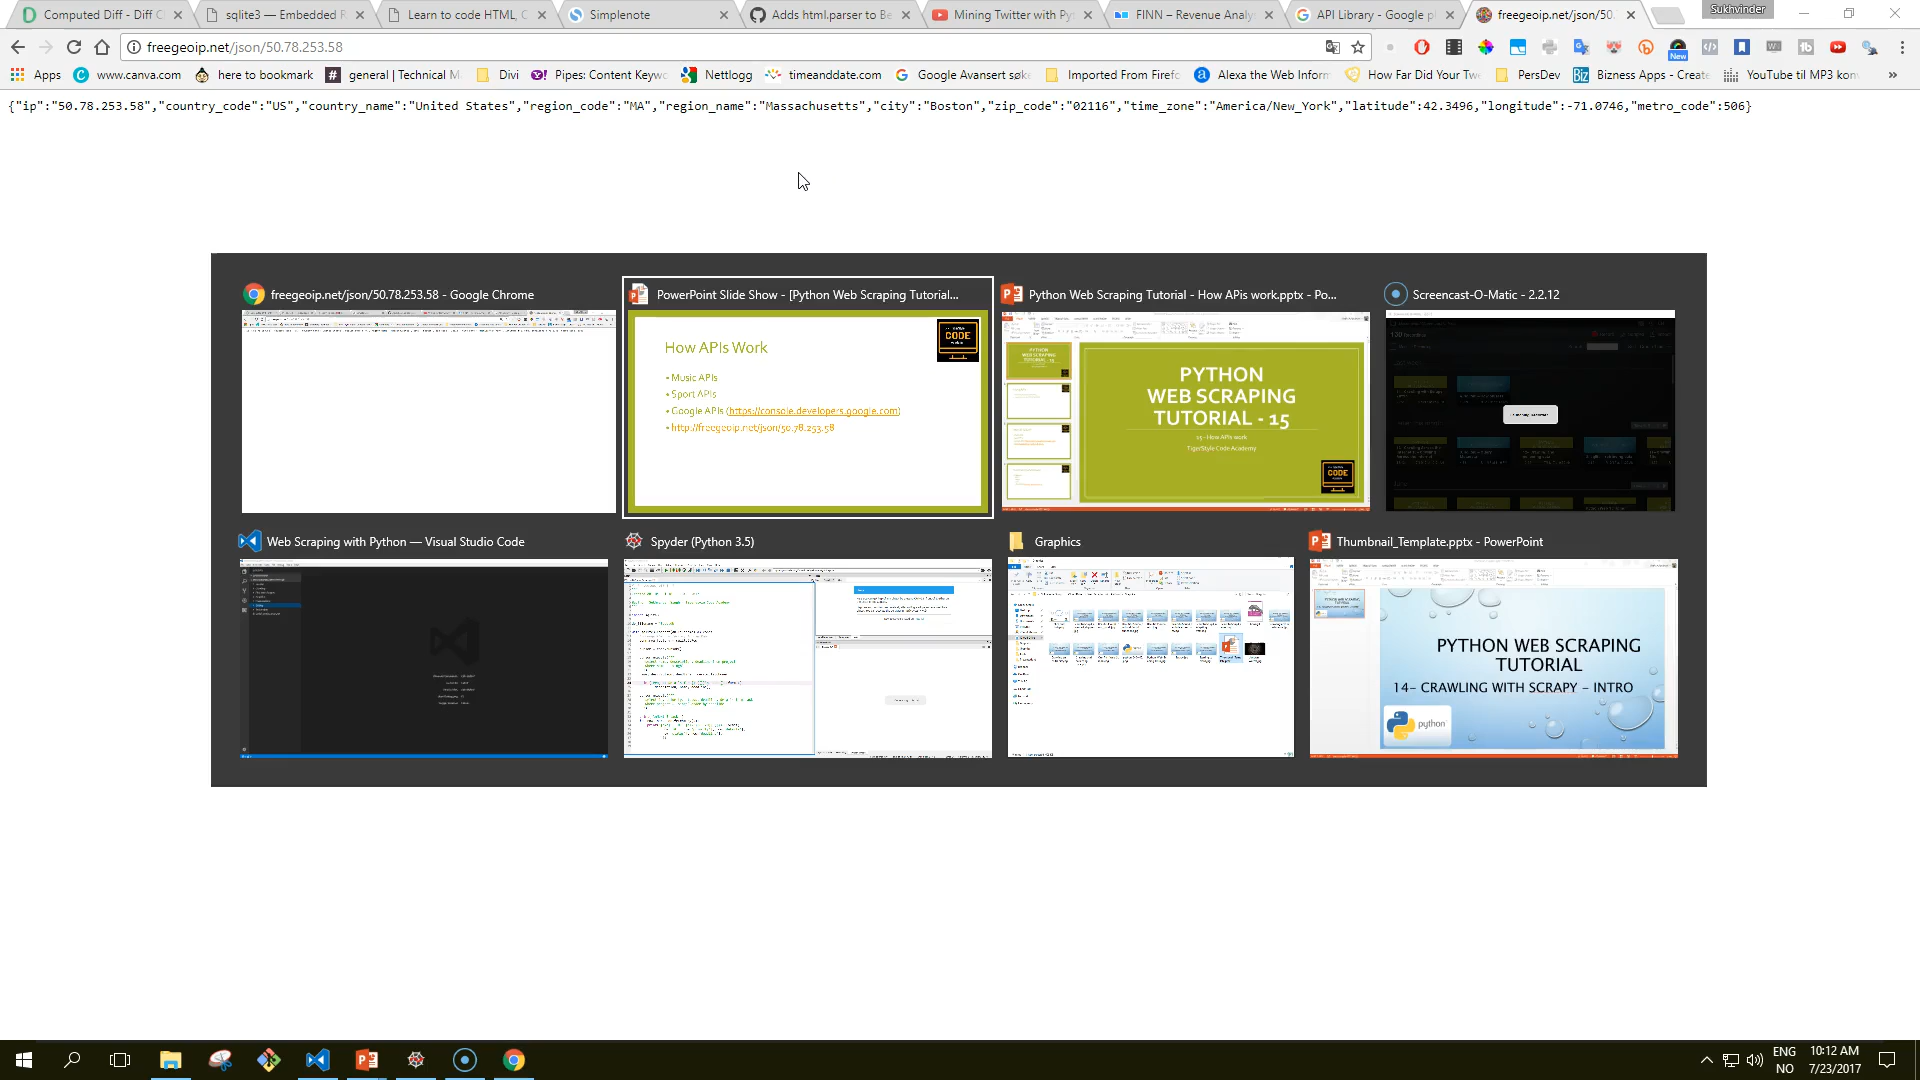 Computed Diff - Diff C
sqlite3 — Embedded R
Learn to code HTML, C
Simplenote
Adds html.parser to Be
Mining Twitter with Py
FINN – Revenue Analy
API Library - Google p
freegeoip.net/json/50.
Sukhvinder
freegeoip.net/json/50.78.253.58
New
Apps
www.canva.com
here to bookmark
general | Technical M
Divi
Pipes: Content Keywo
Nettlogg
timeanddate.com
Google Avansert søk
Imported From Firefo
Alexa the Web Inform
How Far Did Your Twe
PersDev
Bizness Apps - Create
YouTube til MP3 kon
{"ip":"50.78.253.58","country_code":"US","country_name":"United States","region_code":"MA","region_name":"Massachusetts","city":"Boston","zip_code":"02116","time_zone":"America/New_York","latitude":42.3496,"longitude":-71.0746,"metro_code":506}
freegeoip.net/json/50.78.253.58 - Google Chrome
PowerPoint Slide Show - [Python Web Scraping Tutorial...
Python Web Scraping Tutorial - How APis work.pptx - Po...
Screencast-O-Matic - 2.2.12
How APIs Work
• Music APIs
• Sport APIs
• Google APIs (https://console.developers.google.com)
• http://freegeoip.net/json/50.78.253.58
CODE
PYTHON
WEB SCRAPING
TUTORIAL - 15
15 - How APIs work
TigerStyle Code Academy
CODE
Web Scraping with Python — Visual Studio Code
Spyder (Python 3.5)
Graphics
Thumbnail_Template.pptx - PowerPoint
PYTHON WEB SCRAPING
TUTORIAL
14- CRAWLING WITH SCRAPY – INTRO
python
ENG
NO
10:12 AM
7/23/2017